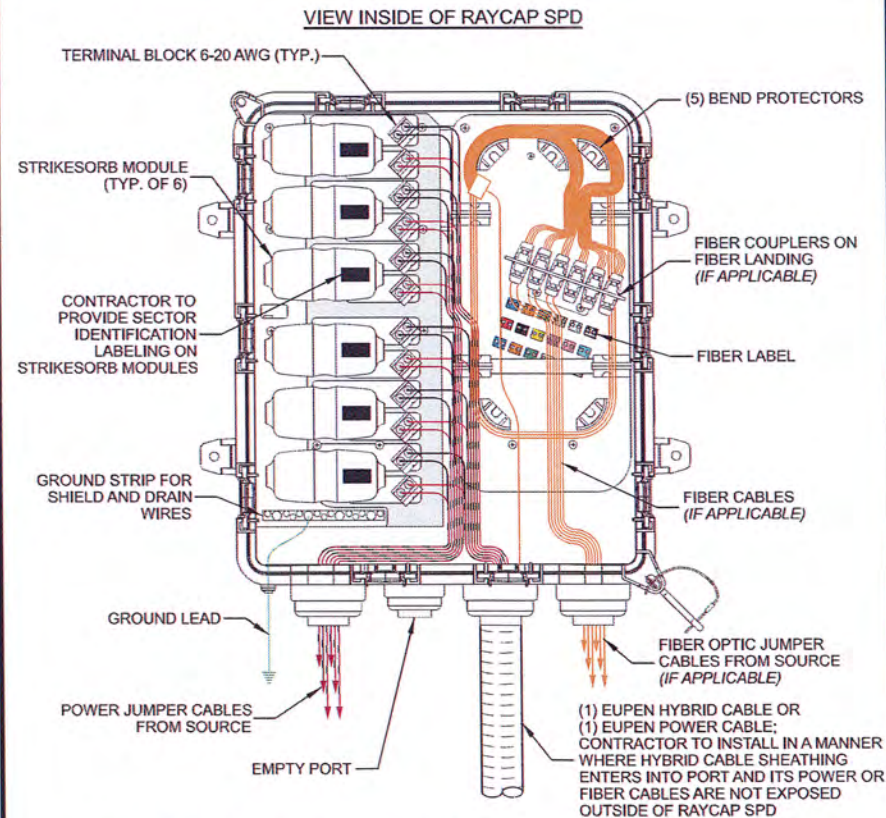 VIEW INSIDE OF RAYCAP SPD
TERMINAL BLOCK 6-20 AWG (TYP.)
(5) BEND PROTECTORS
STRIKESORB MODULE
(TYP. OF 6)
FIBER COUPLERS ON
FIBER LANDING
(IF APPLICABLE)
CONTRACTOR TO
PROVIDE SECTOR
IDENTIFICATION
LABELING ON
STRIKESORB MODULES
FIBER LABEL
GROUND STRIP FOR
SHIELD AND DRAIN
WIRES
FIBER CABLES
(IF APPLICABLE)
GROUND LEAD
FIBER OPTIC JUMPER
CABLES FROM SOURCE
(IF APPLICABLE)
POWER JUMPER CABLES
FROM SOURCE
EMPTY PORT
(1) EUPEN HYBRID CABLE OR
(1) EUPEN POWER CABLE;
CONTRACTOR TO INSTALL IN A MANNER
WHERE HYBRID CABLE SHEATHING
ENTERS INTO PORT AND ITS POWER OR
FIBER CABLES ARE NOT EXPOSED
OUTSIDE OF RAYCAP SPD